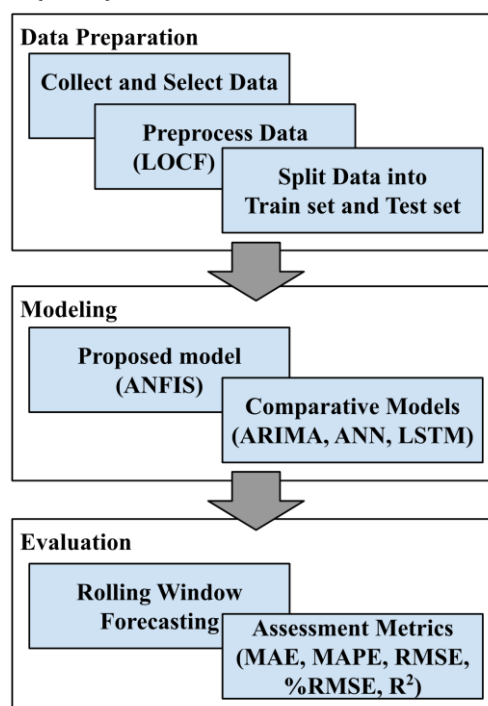 Data Preparation
Collect and Select Data
Preprocess Data
(LOCF)
Split Data into
Train set and Test set
Modeling
Proposed model
(ANFIS)
Comparative Models
(ARIMA, ANN, LSTM)
Evaluation
Rolling Window
Forecasting
Assessment Metrics
(MAE, MAPE, RMSE,
%RMSE, R²)